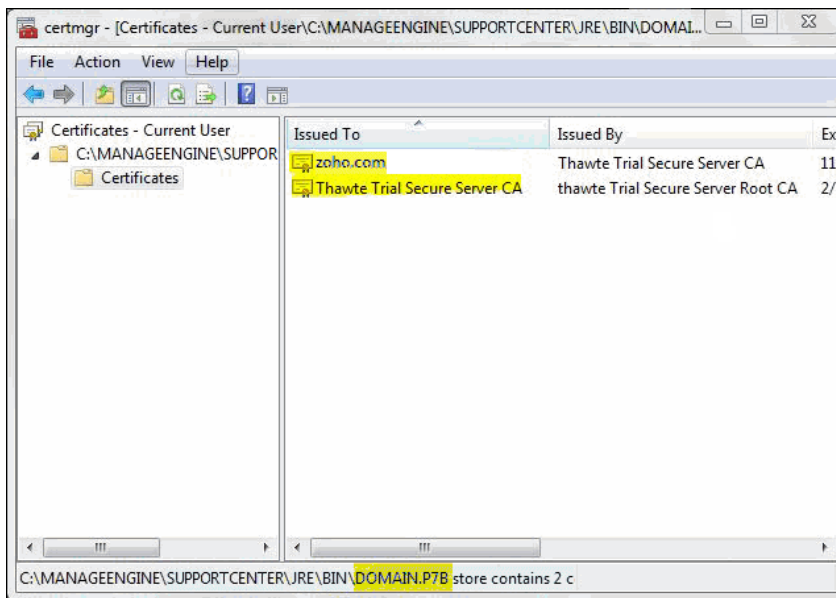 certmgr - [Certificates - Current User\C:\MANAGEENGINE\SUPPORTCENTER\JRE\BIN\DOMAI...
File Action View Help
Certificates - Current User
C:\MANAGEENGINE\SUPPOR
Certificates
Issued To Issued By Ex
zoho.com Thawte Trial Secure Server CA 11
Thawte Trial Secure Server CA thawte Trial Secure Server Root CA 2/
C:\MANAGEENGINE\SUPPORTCENTER\JRE\BIN\DOMAIN.P7B store contains 2 c